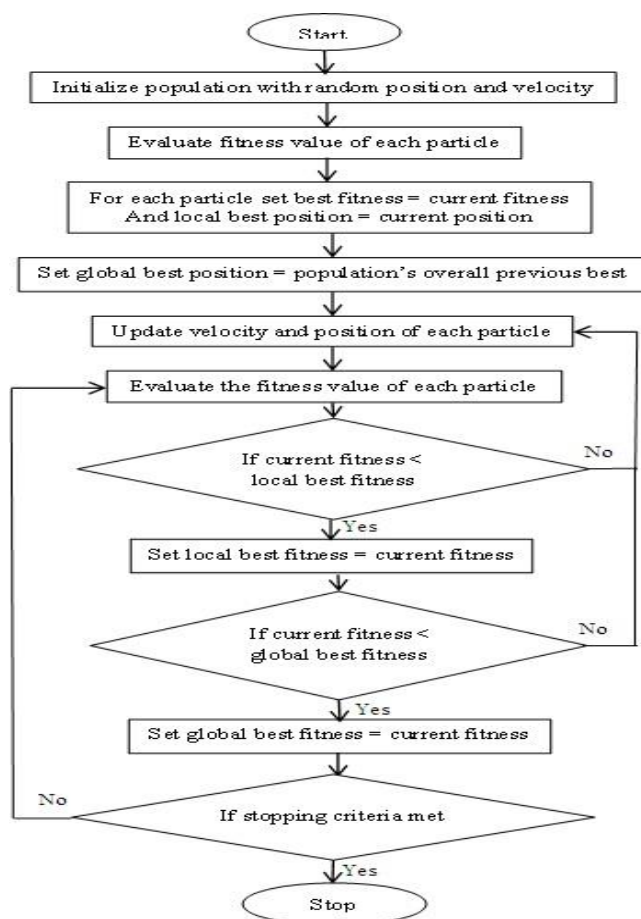 Start
Initialize population with random position and velocity
Evaluate fitness value of each particle
For each particle set best fitness = current fitness
And local best position = current position
Set global best position = population's overall previous best
Update velocity and position of each particle
Evaluate the fitness value of each particle
If current fitness <
local best fitness
No
Yes
Set local best fitness = current fitness
If current fitness <
global best fitness
No
Yes
Set global best fitness = current fitness
No
If stopping criteria met
Yes
Stop